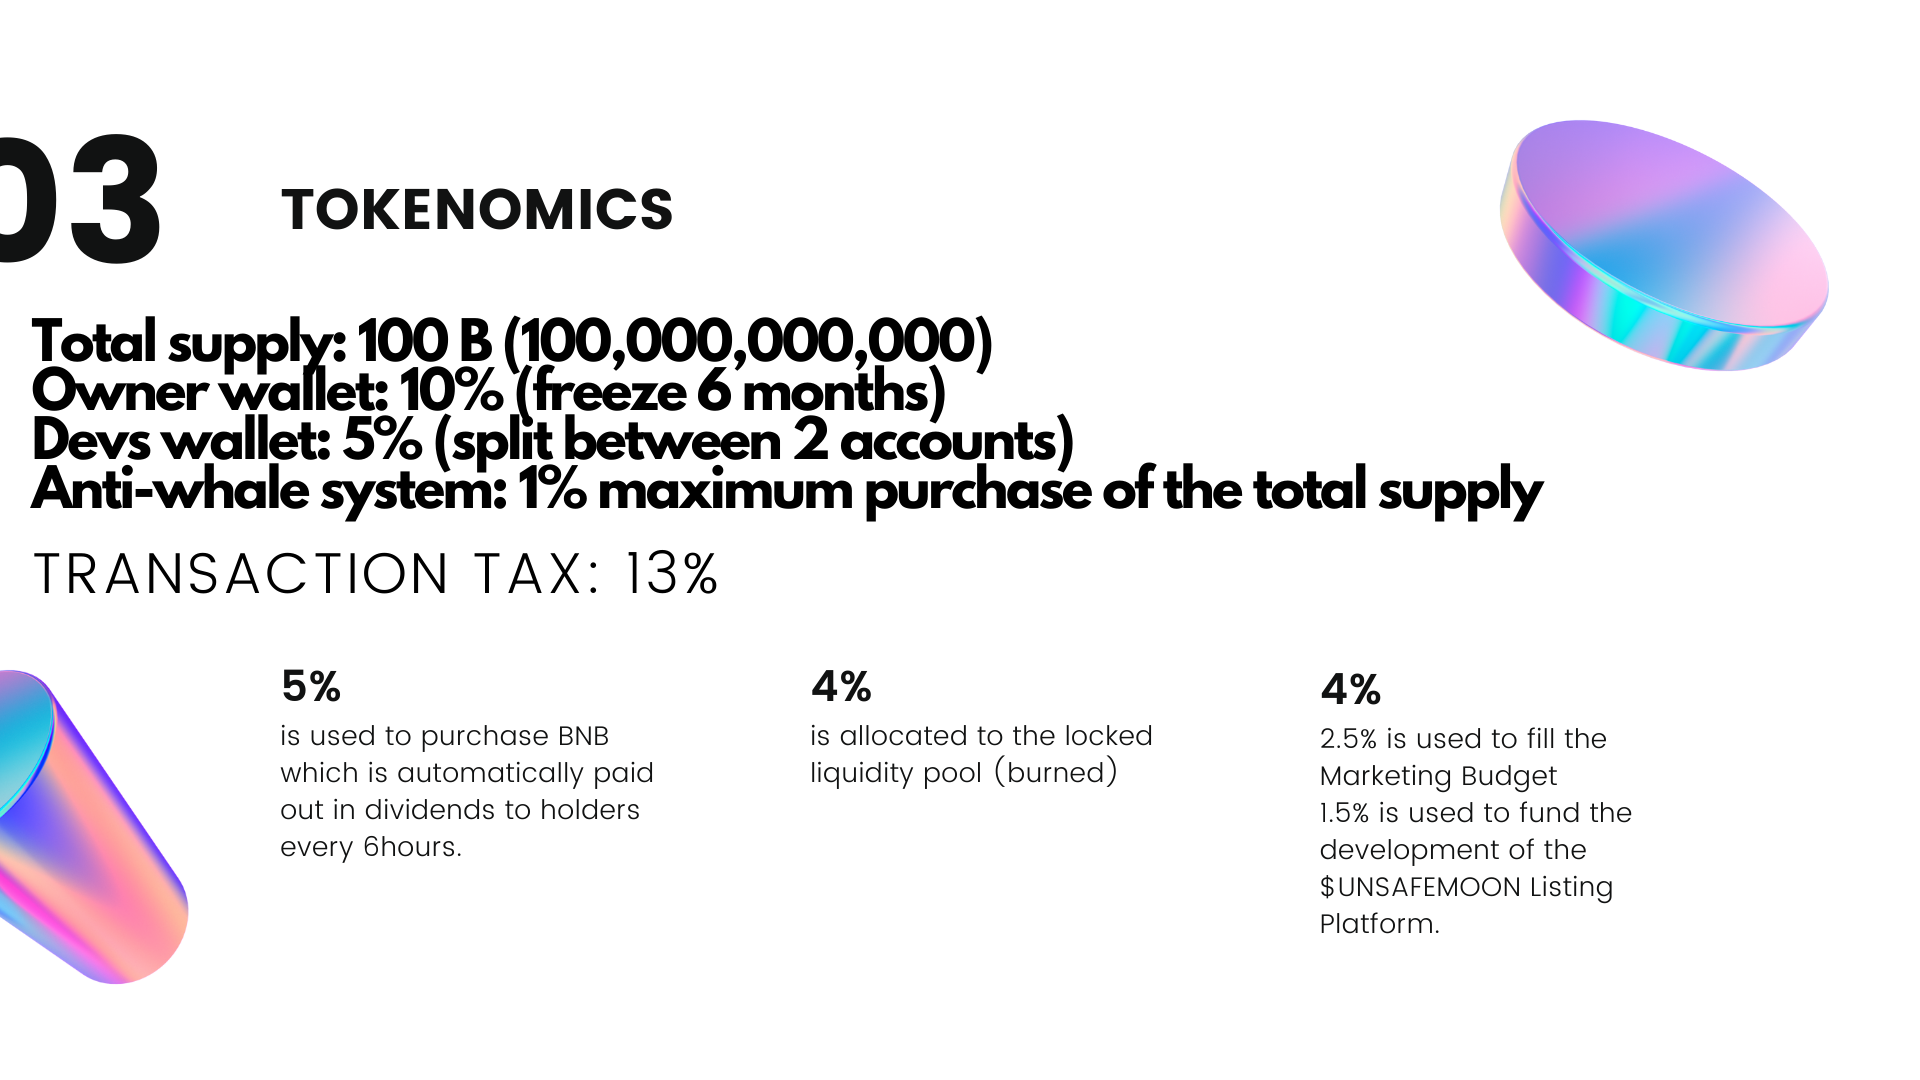 03
TOKENOMICS
Total supply: 100 B (100,000,000,000)
Owner wallet: 10% (freeze 6 months)
Devs wallet: 5% (split between 2 accounts)
Anti-whale system: 1% maximum purchase of the total supply
TRANSACTION TAX: 13%
5%
is used to purchase BNB
which is automatically paid
out in dividends to holders
every 6hours.
4%
is allocated to the locked
liquidity pool (burned)
4%
2.5% is used to fill the
Marketing Budget
1.5% is used to fund the
development of the
$UNSAFEMOON Listing
Platform.